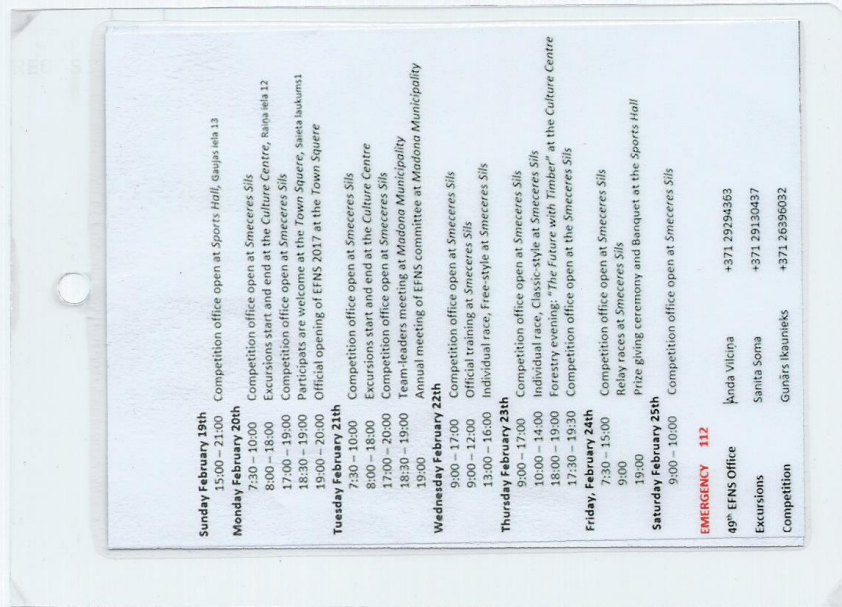 Sunday February 19th
15:00 – 21:00 Competition office open at Sports Hall, Gaujas iela 13
Monday February 20th
7:30 – 10:00 Competition office open at Smeceres Sils
8:00 – 18:00 Excursions start and end at the Culture Centre, Raiņa iela 12
17:00 – 19:00 Competition office open at Smeceres Sils
18:30 – 19:00 Participats are welcome at the Town Squere, Saieta laukums1
19:00 – 20:00 Official opening of EFNS 2017 at the Town Squere
Tuesday February 21th
7:30 – 10:00 Competition office open at Smeceres Sils
8:00 – 18:00 Excursions start and end at the Culture Centre
17:00 – 20:00 Competition office open at Smeceres Sils
18:30 – 19:00 Team-leaders meeting at Madona Municipality
19:00 Annual meeting of EFNS committee at Madona Municipality
Wednesday February 22th
9:00 – 17:00 Competition office open at Smeceres Sils
9:00 – 12:00 Official training at Smeceres Sils
13:00 – 16:00 Individual race, Free-style at Smeceres Sils
Thursday February 23th
9:00 – 17:00 Competition office open at Smeceres Sils
10:00 – 14:00 Individual race, Classic-style at Smeceres Sils
18:00 – 19:00 Forestry evening: "The Future with Timber" at the Culture Centre
17:30 – 19:30 Competition office open at the Smeceres Sils
Friday, February 24th
7:30 – 15:00 Competition office open at Smeceres Sils
9:00 Relay races at Smeceres Sils
19:00 Prize giving ceremony and Banquet at the Sports Hall
Saturday February 25th
9:00 – 10:00 Competition office open at Smeceres Sils
EMERGENCY 112
49th EFNS Office Anda Vilciņa +371 29294363
Excursions Sanita Soma +371 29130437
Competition Gunārs Ikaunieks +371 26396032